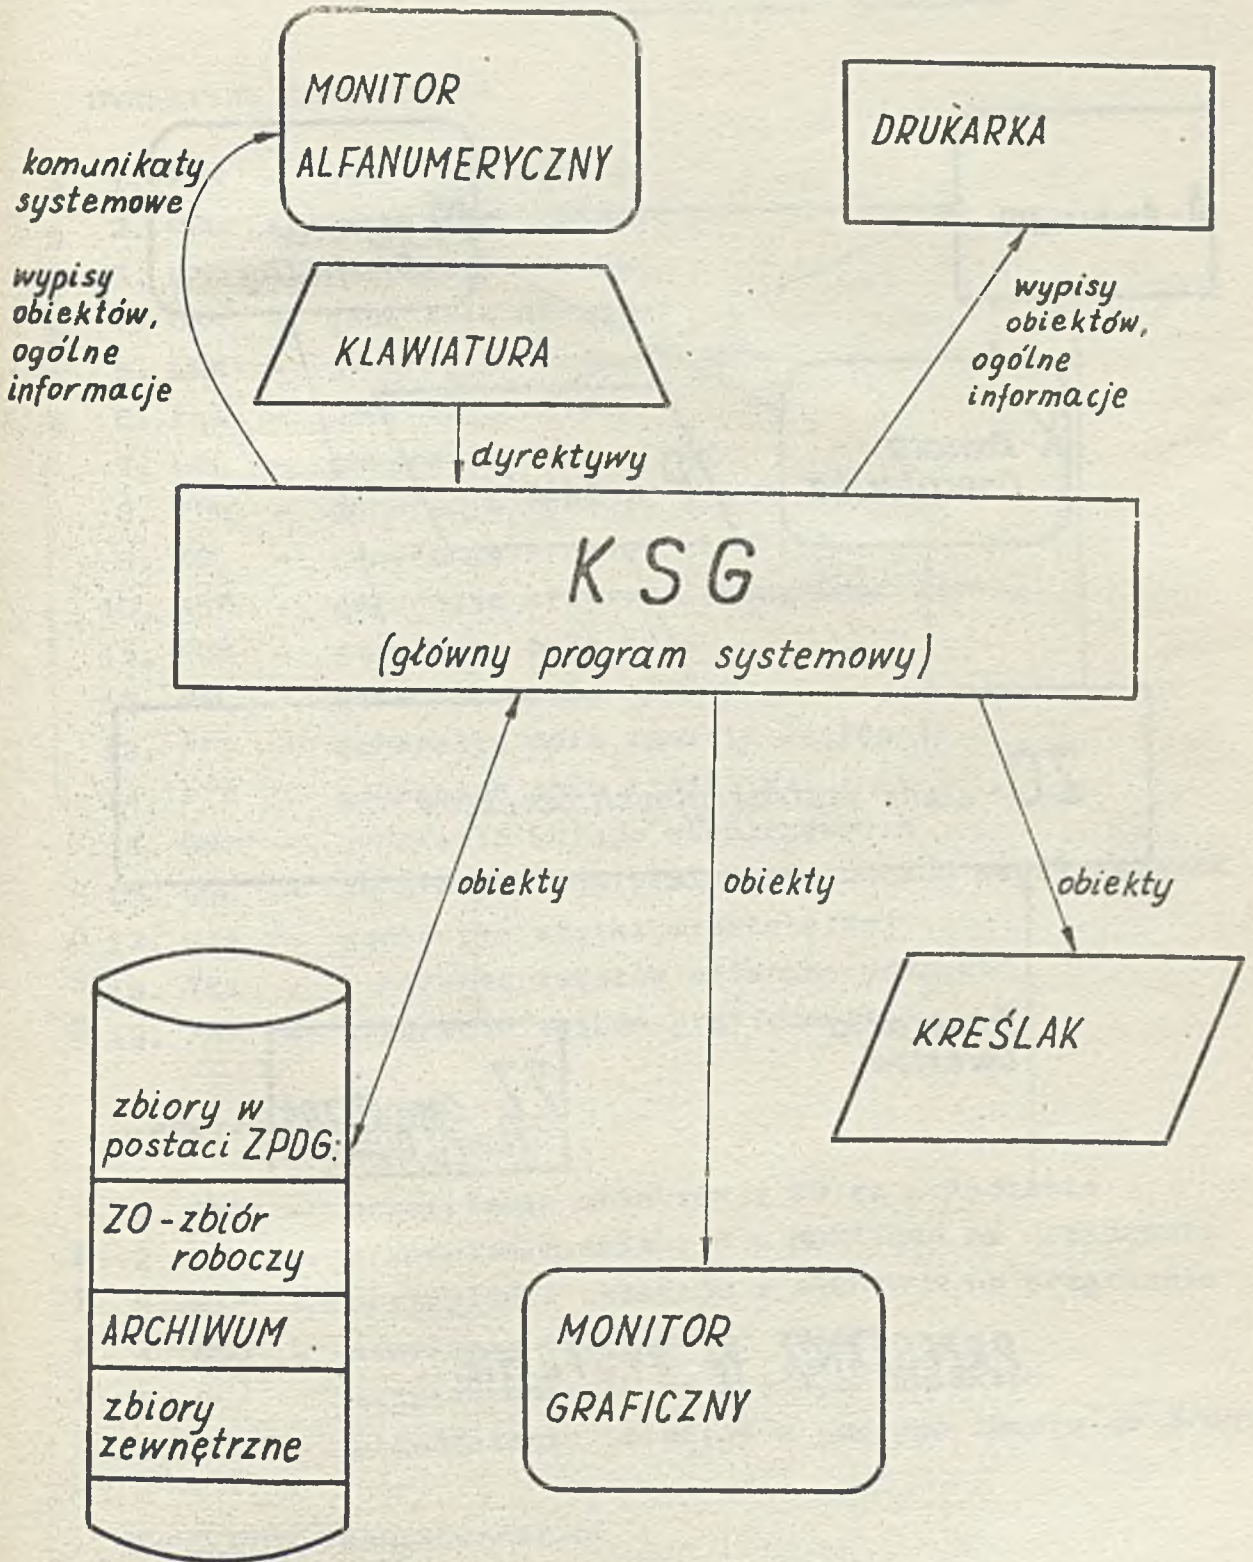 MONITOR
ALFANUMERYCZNY
DRUKARKA
komunikaty
systemowe
wypisy
obiektów,
ogólne
informacje
KLAWIATURA
wypisy
obiektów,
ogólne
informacje
dyrektywy
KSG
(główny program systemowy)
obiekty
obiekty
obiekty
KREŚLAK
zbiory w
postaci ZPDG:
ZO-zbiór
roboczy
ARCHIWUM
zbiory
zewnętrzne
MONITOR
GRAFICZNY